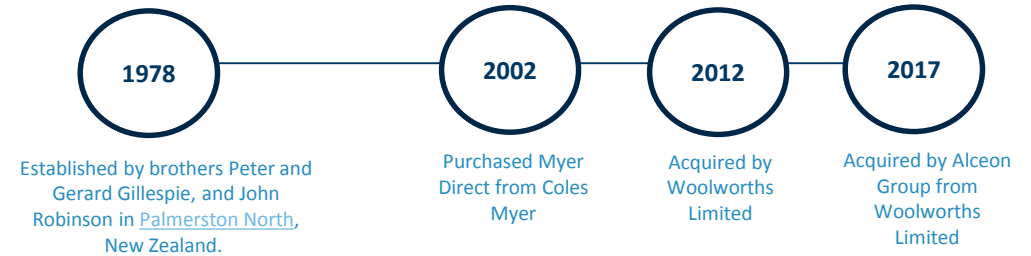 1978
2002
2012
2017
Established by brothers Peter and
Gerard Gillespie, and John
Robinson in Palmerston North,
New Zealand.
Purchased Myer
Direct from Coles
Myer
Acquired by
Woolworths
Limited
Acquired by Alceon
Group from
Woolworths
Limited